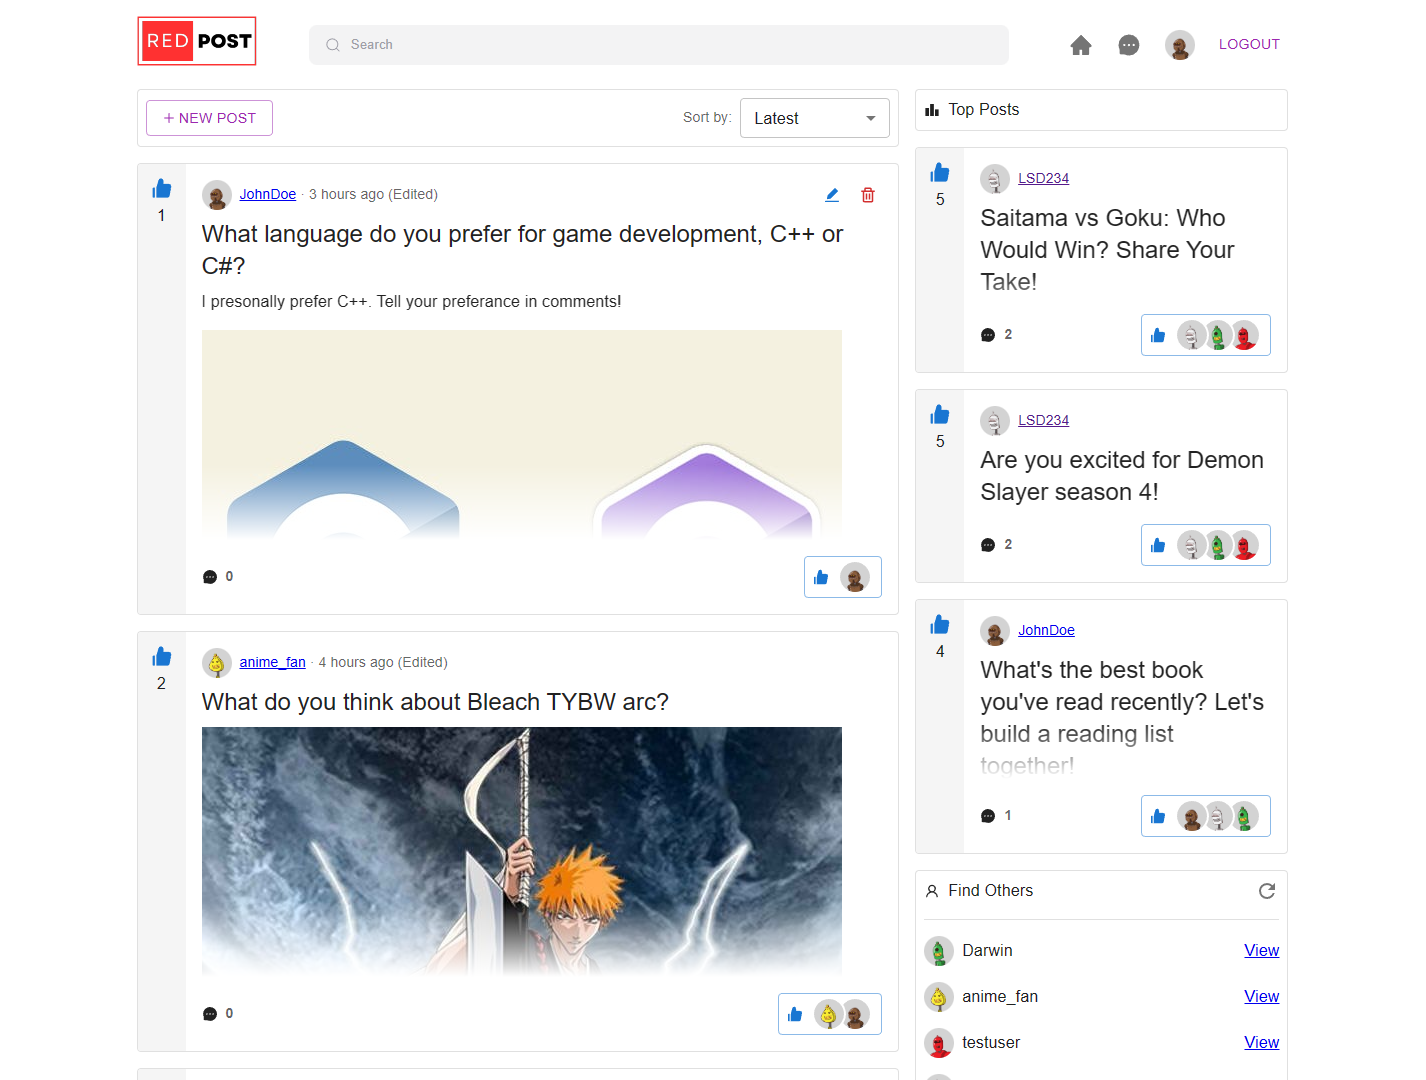 RED POST
Search
LOGOUT
+ NEW POST
Sort by:
Latest
1
JohnDoe · 3 hours ago (Edited)
What language do you prefer for game development, C++ or
C#?
I presonally prefer C++. Tell your preferance in comments!
0
2
anime_fan · 4 hours ago (Edited)
What do you think about Bleach TYBW arc?
0
Top Posts
5
LSD234
Saitama vs Goku: Who
Would Win? Share Your
Take!
2
5
LSD234
Are you excited for Demon
Slayer season 4!
2
4
JohnDoe
What's the best book
you've read recently? Let's
build a reading list
together!
1
Find Others
Darwin View
anime_fan View
testuser View